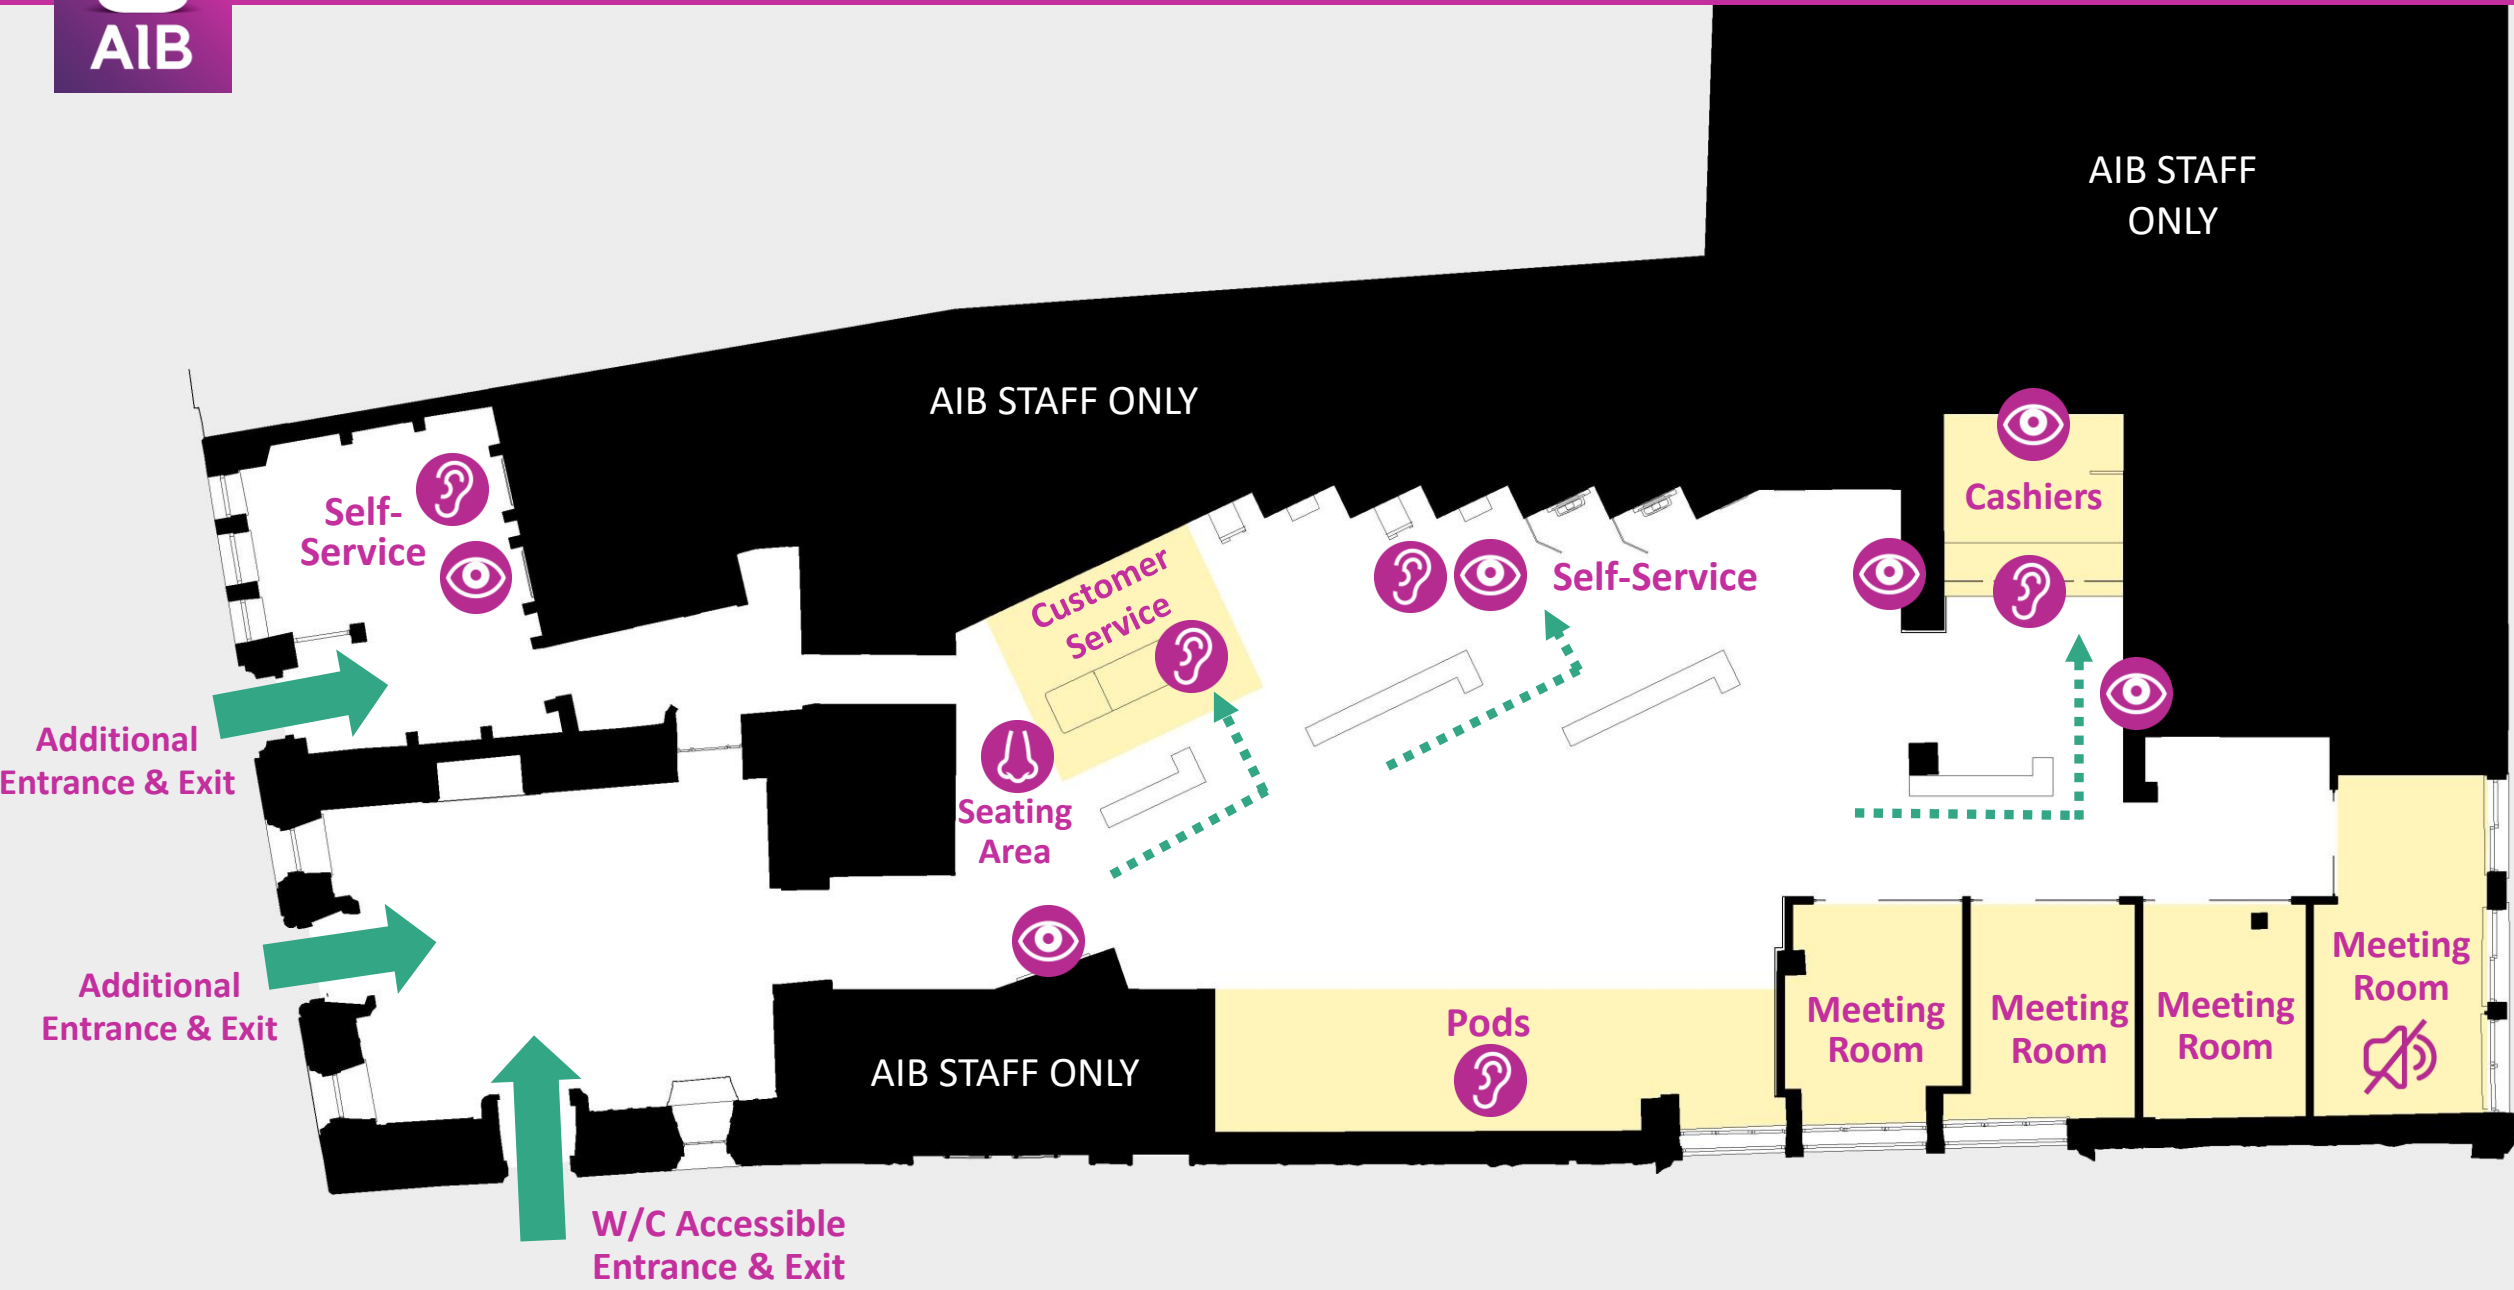 AIB
AIB STAFF
ONLY
AIB STAFF ONLY
Self-
Service
Customer
Service
Self-Service
Cashiers
Additional
Entrance & Exit
Seating
Area
Additional
Entrance & Exit
Pods
Meeting
Room
Meeting
Room
Meeting
Room
Meeting
Room
AIB STAFF ONLY
W/C Accessible
Entrance & Exit